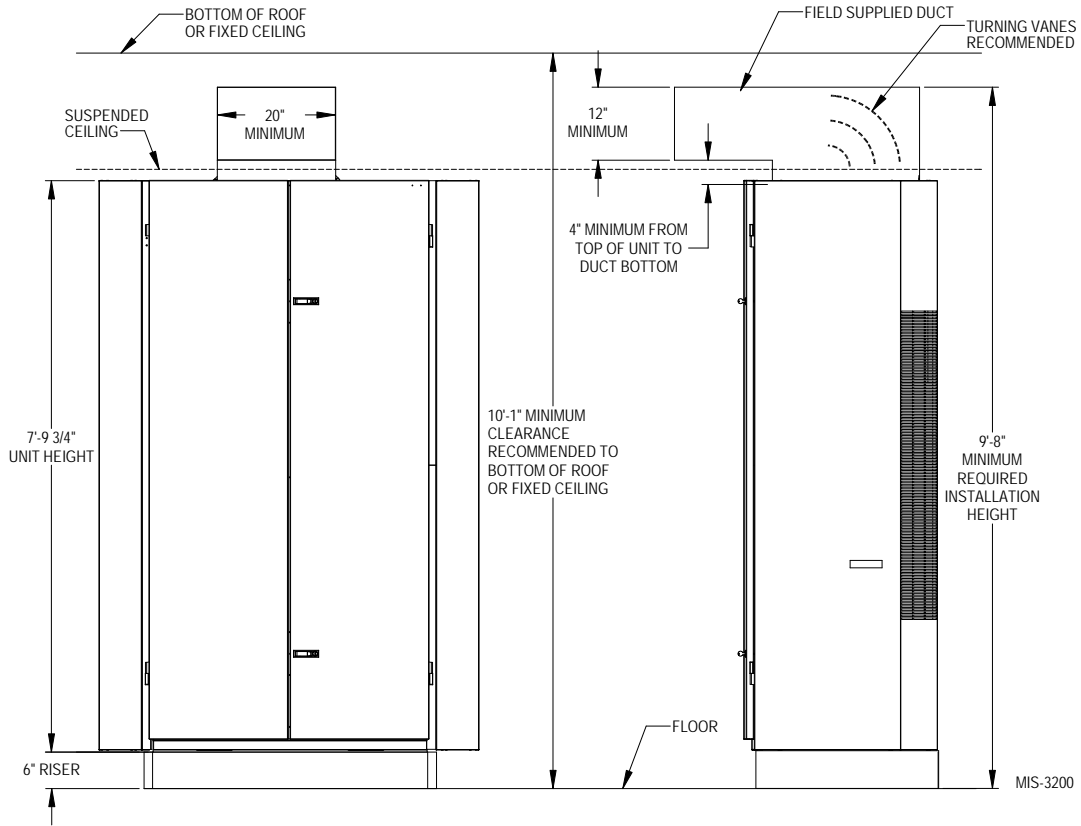 BOTTOM OF ROOF
OR FIXED CEILING
FIELD SUPPLIED DUCT
TURNING VANES
RECOMMENDED
SUSPENDED
CEILING
20"
MINIMUM
12"
MINIMUM
4" MINIMUM FROM
TOP OF UNIT TO
DUCT BOTTOM
7'-9 3/4"
UNIT HEIGHT
10'-1" MINIMUM
CLEARANCE
RECOMMENDED TO
BOTTOM OF ROOF
OR FIXED CEILING
9'-8"
MINIMUM
REQUIRED
INSTALLATION
HEIGHT
FLOOR
6" RISER
MIS-3200